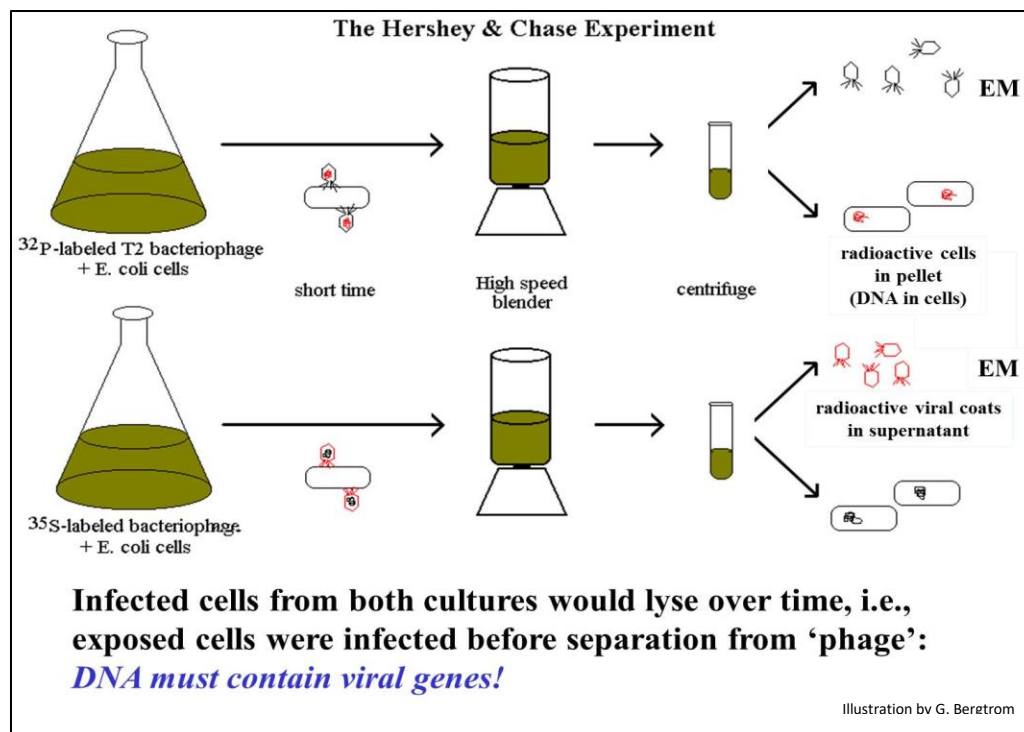 The Hershey & Chase Experiment
EM
32P-labeled T2 bacteriophage
+ E. coli cells
short time
High speed
blender
centrifuge
radioactive cells
in pellet
(DNA in cells)
EM
radioactive viral coats
in supernatant
35S-labeled bacteriophage
+ E. coli cells
Infected cells from both cultures would lyse over time, i.e.,
exposed cells were infected before separation from ‘phage’:
DNA must contain viral genes!
Illustration by G. Bergtrom